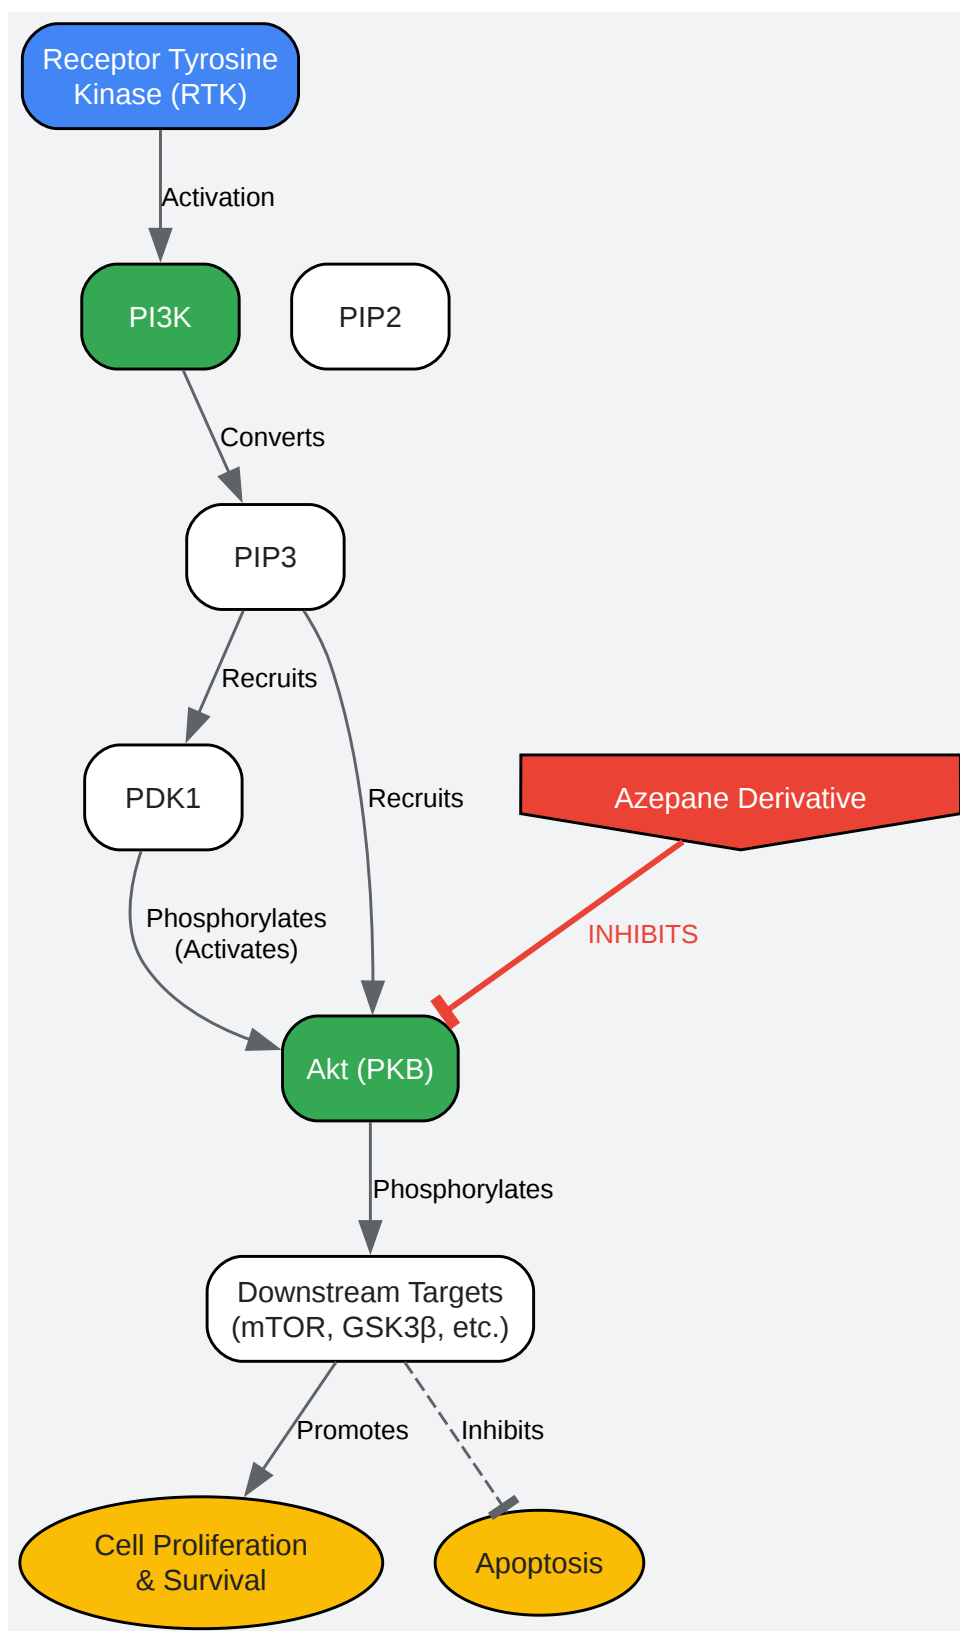 Receptor Tyrosine
Kinase (RTK)
Activation
PI3K
PIP2
Converts
PIP3
Recruits
PDK1
Recruits
Azepane Derivative
Phosphorylates
(Activates)
INHIBITS
Akt (PKB)
Phosphorylates
Downstream Targets
(mTOR, GSK3β, etc.)
Promotes
Inhibits
Cell Proliferation
& Survival
Apoptosis